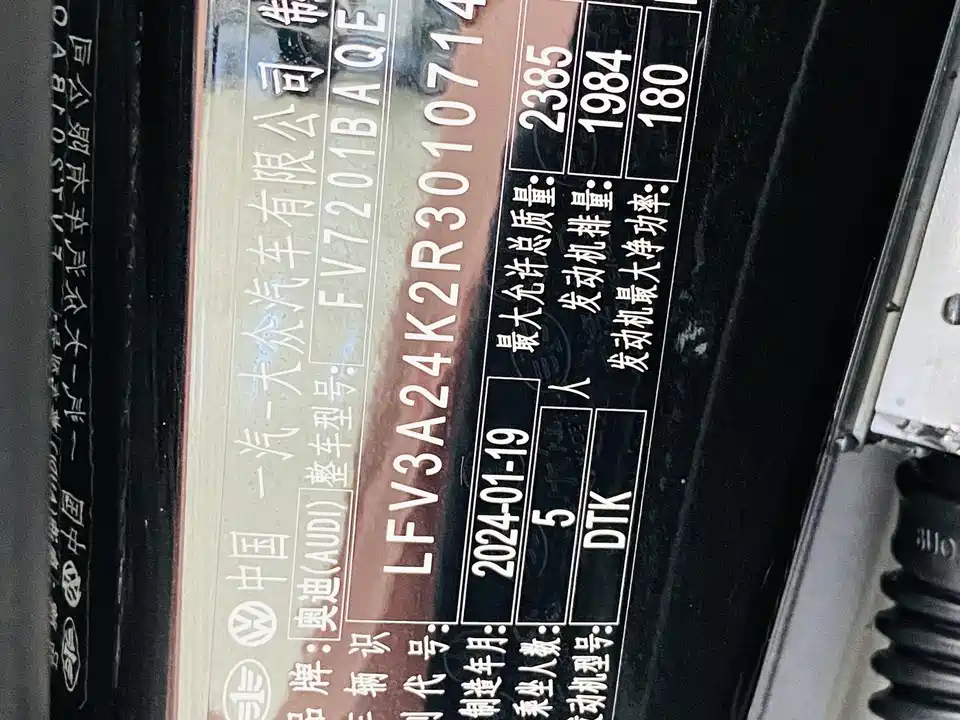 中国 一汽-大众汽车有限公司 制
品牌: 奥迪(AUDI) 整车型号: FV7201BAQE
车辆识别代号: LFV3A24K2R3010714
制造年月: 2024-01-19 最大允许总质量: 2385
乘坐人数: 5 人 发动机排量: 1984
发动机型号: DTK 发动机最大净功率: 180